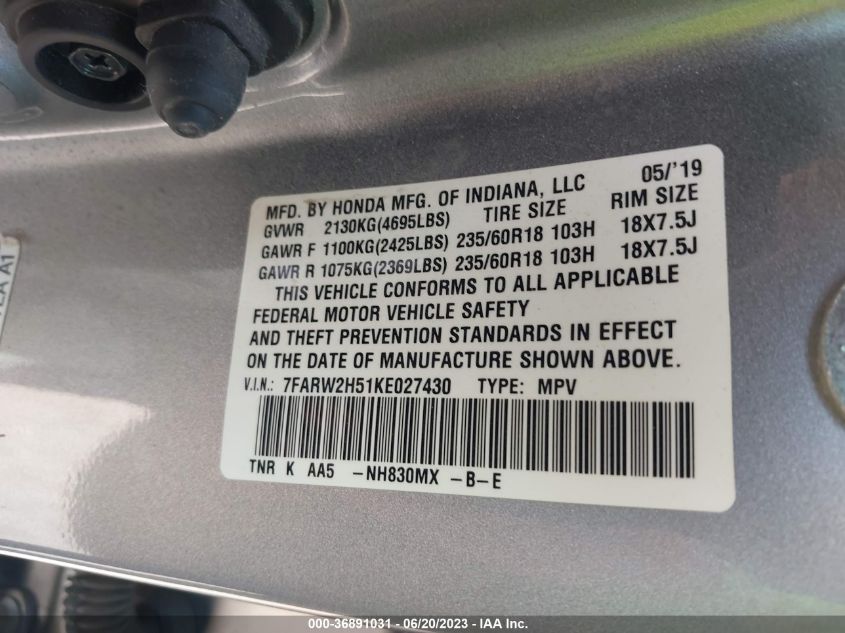 MFD. BY HONDA MFG. OF INDIANA, LLC 05/'19
GVWR 2130KG(4695LBS) TIRE SIZE RIM SIZE
GAWR F 1100KG(2425LBS) 235/60R18 103H 18X7.5J
GAWR R 1075KG(2369LBS) 235/60R18 103H 18X7.5J
THIS VEHICLE CONFORMS TO ALL APPLICABLE
FEDERAL MOTOR VEHICLE SAFETY
AND THEFT PREVENTION STANDARDS IN EFFECT
ON THE DATE OF MANUFACTURE SHOWN ABOVE.
V.I.N.: 7FARW2H51KE027430 TYPE: MPV
TNR K AA5 -NH830MX -B-E
A1
000-36891031 - 06/20/2023 - IAA Inc.